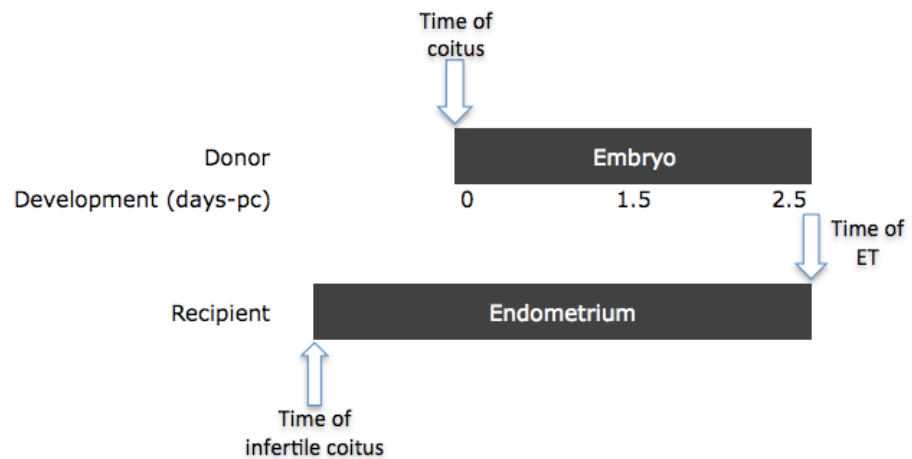 Time of
coitus
Donor
Embryo
Development (days-pc)
0
1.5
2.5
Time of
ET
Recipient
Endometrium
Time of
infertile coitus